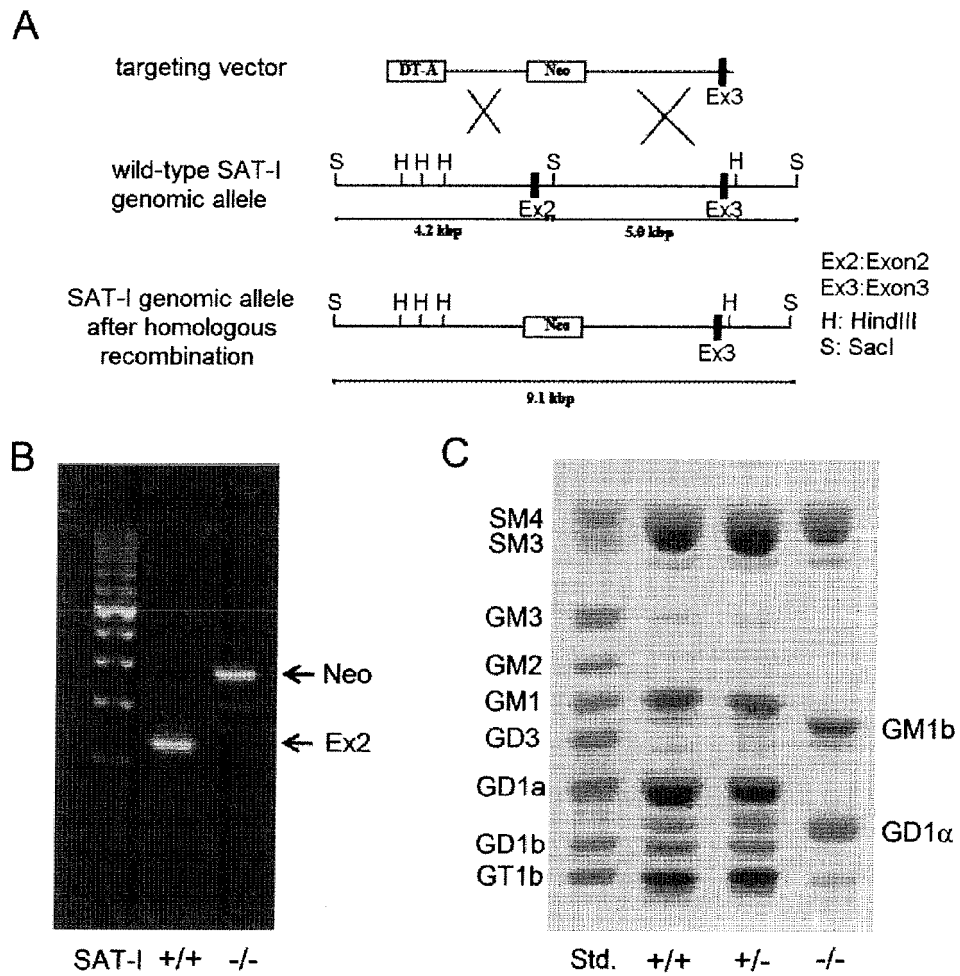 A
targeting vector
DT-A
Neo
Ex3
wild-type SAT-I
genomic allele
S
H H H
S
H
S
Ex2
Ex3
4.2 kbp
5.0 kbp
Ex2:Exon2
Ex3:Exon3
H: HindIII
S: SacI
SAT-I genomic allele
after homologous
recombination
S
H H H
Neo
H
S
Ex3
9.1 kbp
B
Neo
Ex2
SAT-I +/+ -/-
C
SM4
SM3
GM3
GM2
GM1
GD3
GD1a
GD1b
GT1b
GM1b
GD1α
Std. +/+ +/- -/-